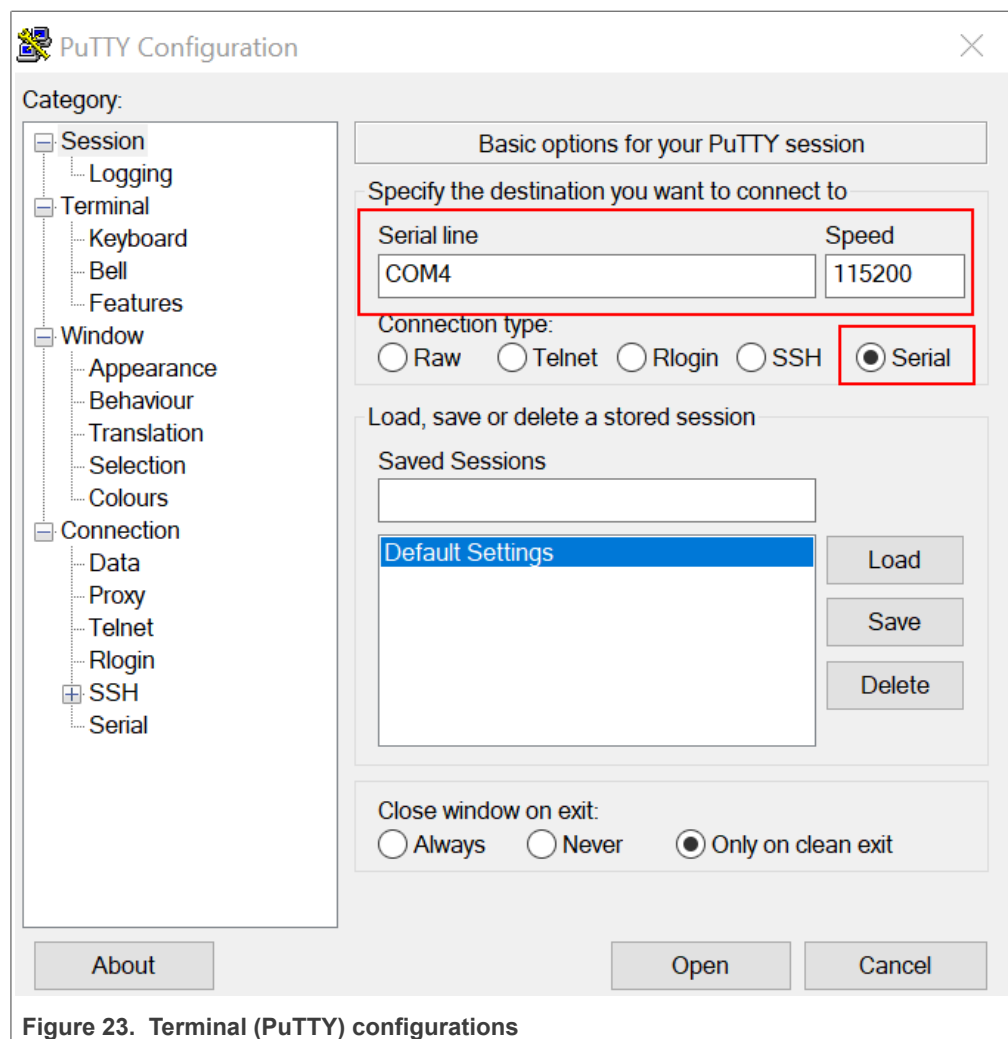 PuTTY Configuration
Category:
Session
Logging
Terminal
Keyboard
Bell
Features
Window
Appearance
Behaviour
Translation
Selection
Colours
Connection
Data
Proxy
Telnet
Rlogin
SSH
Serial
Basic options for your PuTTY session
Specify the destination you want to connect to
Serial line Speed
COM4 115200
Connection type:
Raw Telnet Rlogin SSH Serial
Load, save or delete a stored session
Saved Sessions
Default Settings
Load
Save
Delete
Close window on exit:
Always Never Only on clean exit
About Open Cancel
Figure 23. Terminal (PuTTY) configurations